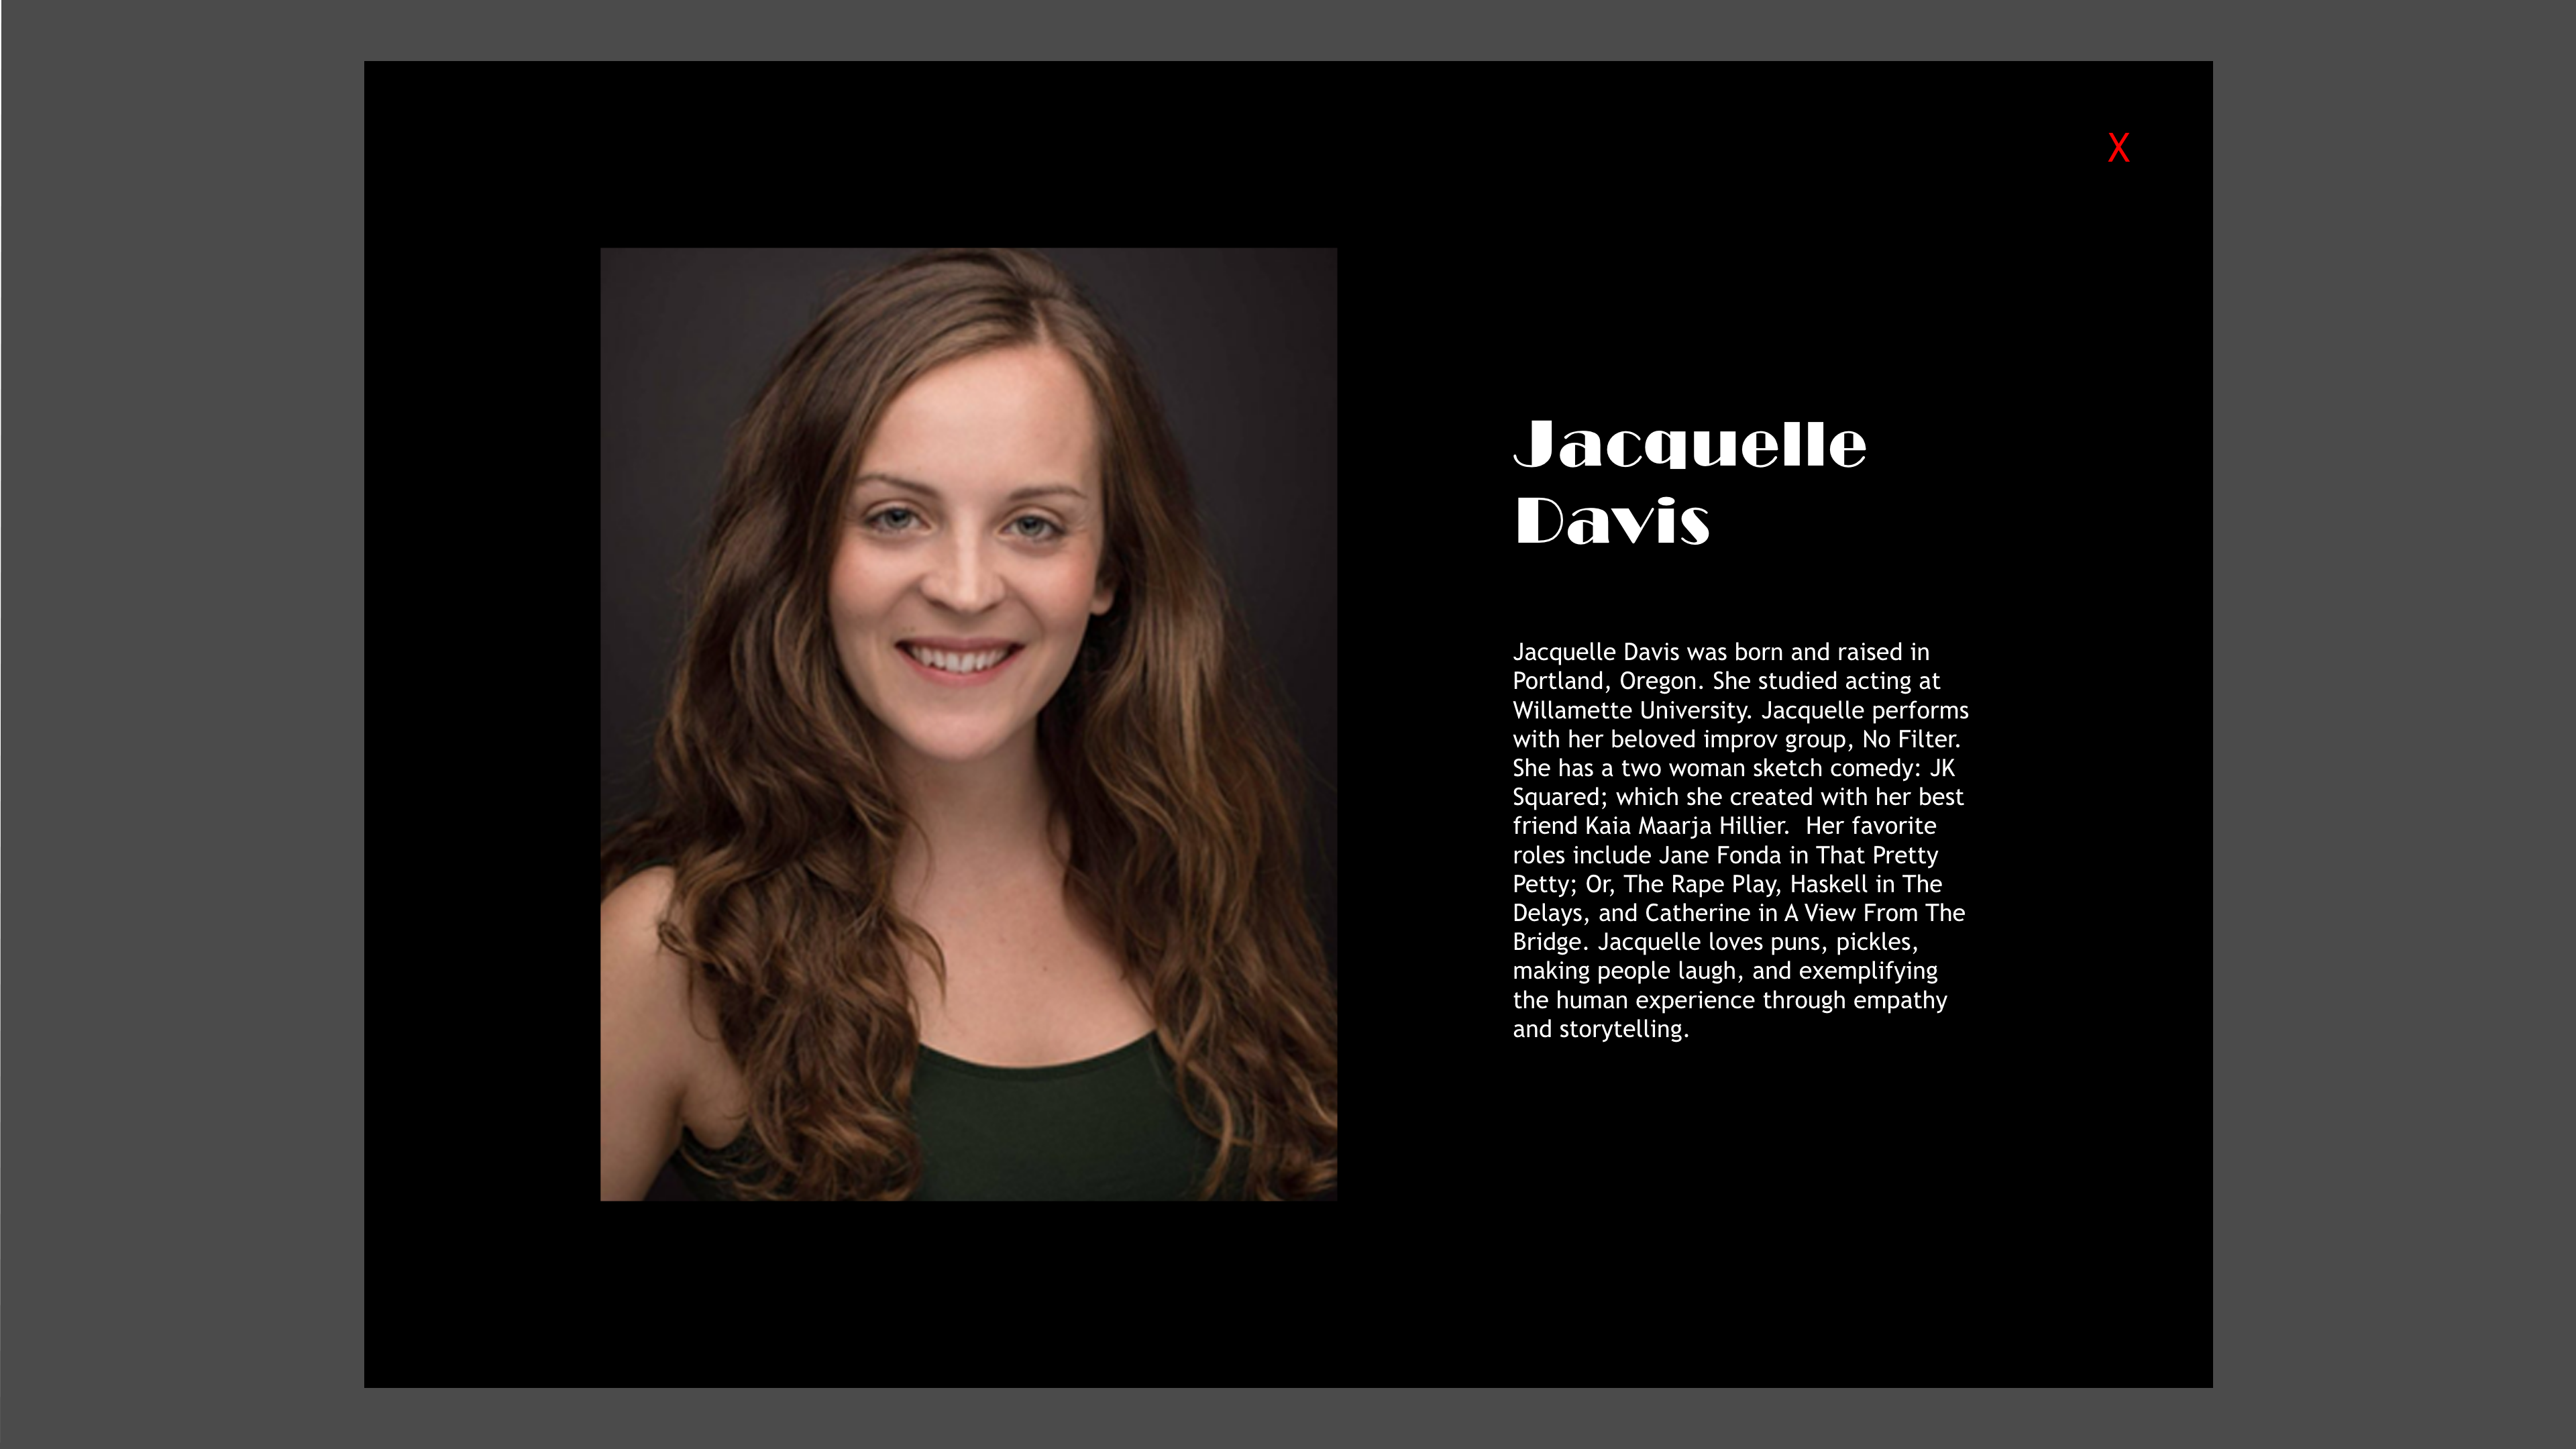 X
Jacquelle
Davis
Jacquelle Davis was born and raised in
Portland, Oregon. She studied acting at
Willamette University. Jacquelle performs
with her beloved improv group, No Filter.
She has a two woman sketch comedy: JK
Squared; which she created with her best
friend Kaia Maarja Hillier.  Her favorite
roles include Jane Fonda in That Pretty
Petty; Or, The Rape Play, Haskell in The
Delays, and Catherine in A View From The
Bridge. Jacquelle loves puns, pickles,
making people laugh, and exemplifying
the human experience through empathy
and storytelling.